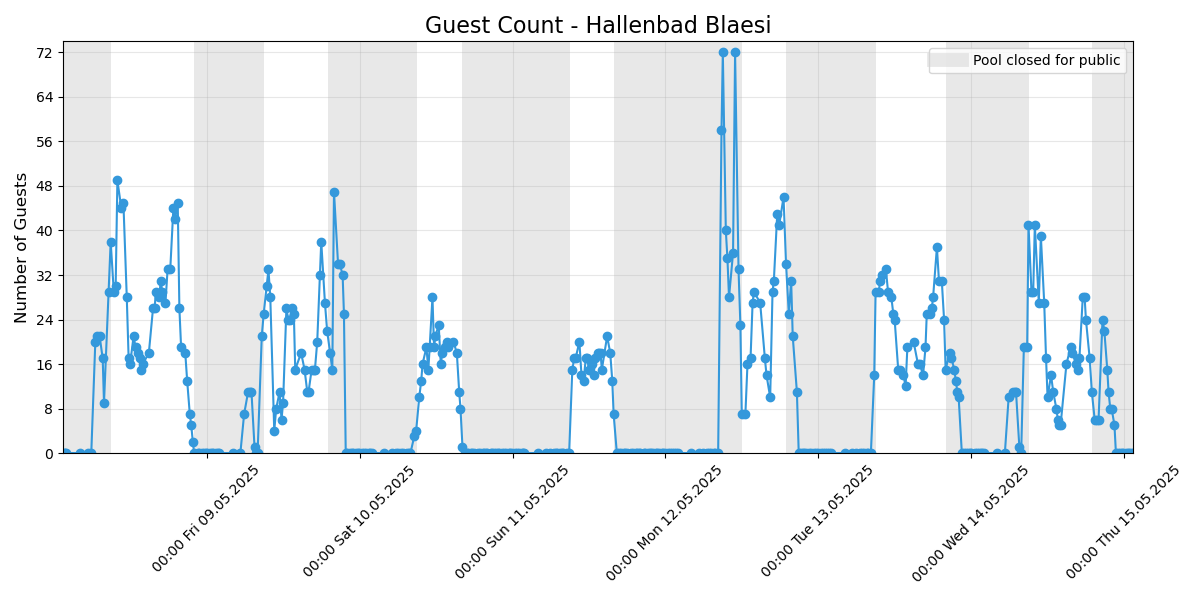 Guest Count - Hallenbad Blaesi
Pool closed for public
Number of Guests
72
64
56
48
40
32
24
16
8
0
00:00 Fri 09.05.2025
00:00 Sat 10.05.2025
00:00 Sun 11.05.2025
00:00 Mon 12.05.2025
00:00 Tue 13.05.2025
00:00 Wed 14.05.2025
00:00 Thu 15.05.2025